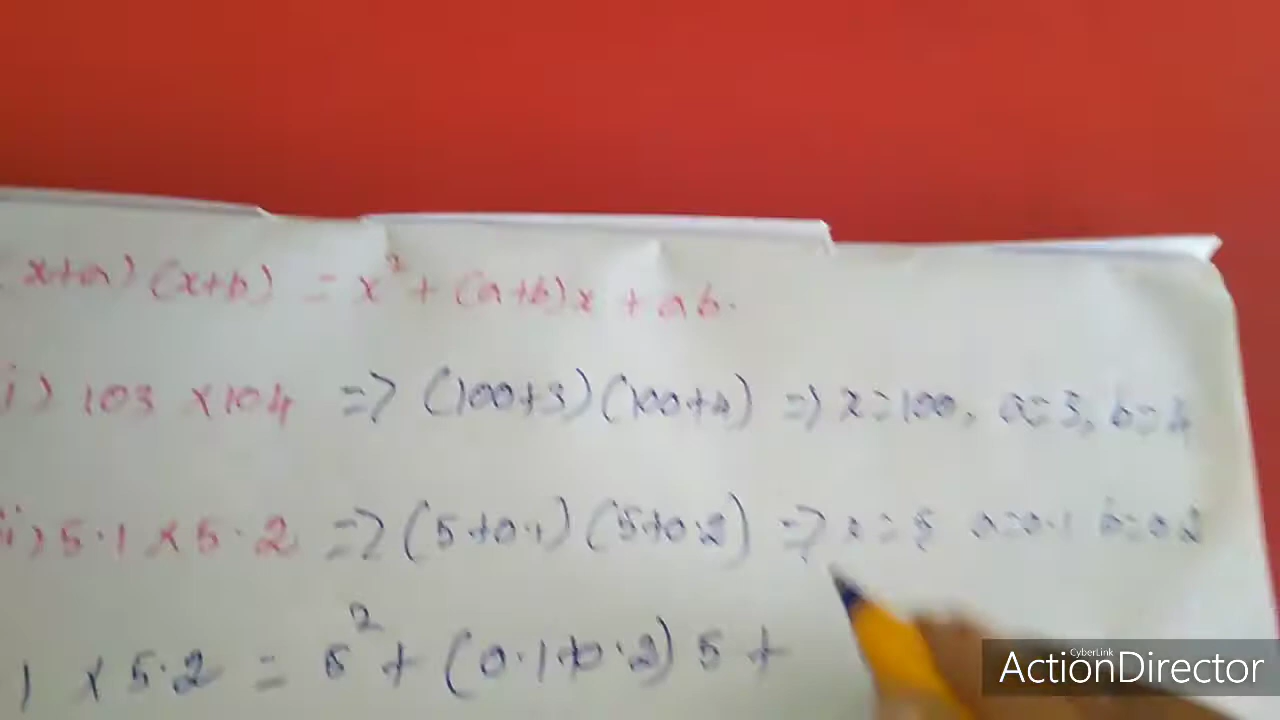 (x+a) (x+b) = x² + (a+b)x + ab.
i) 103 x 104 => (100+3)(100+4) => x=100, a=3, b=4
ii) 5.1 x 5.2 => (5+0.1) (5+0.2) => x=5 a=0.1 b=0.2
1 x 5.2 = 5² + (0.1+0.2) 5 +
CyberLink
ActionDirector